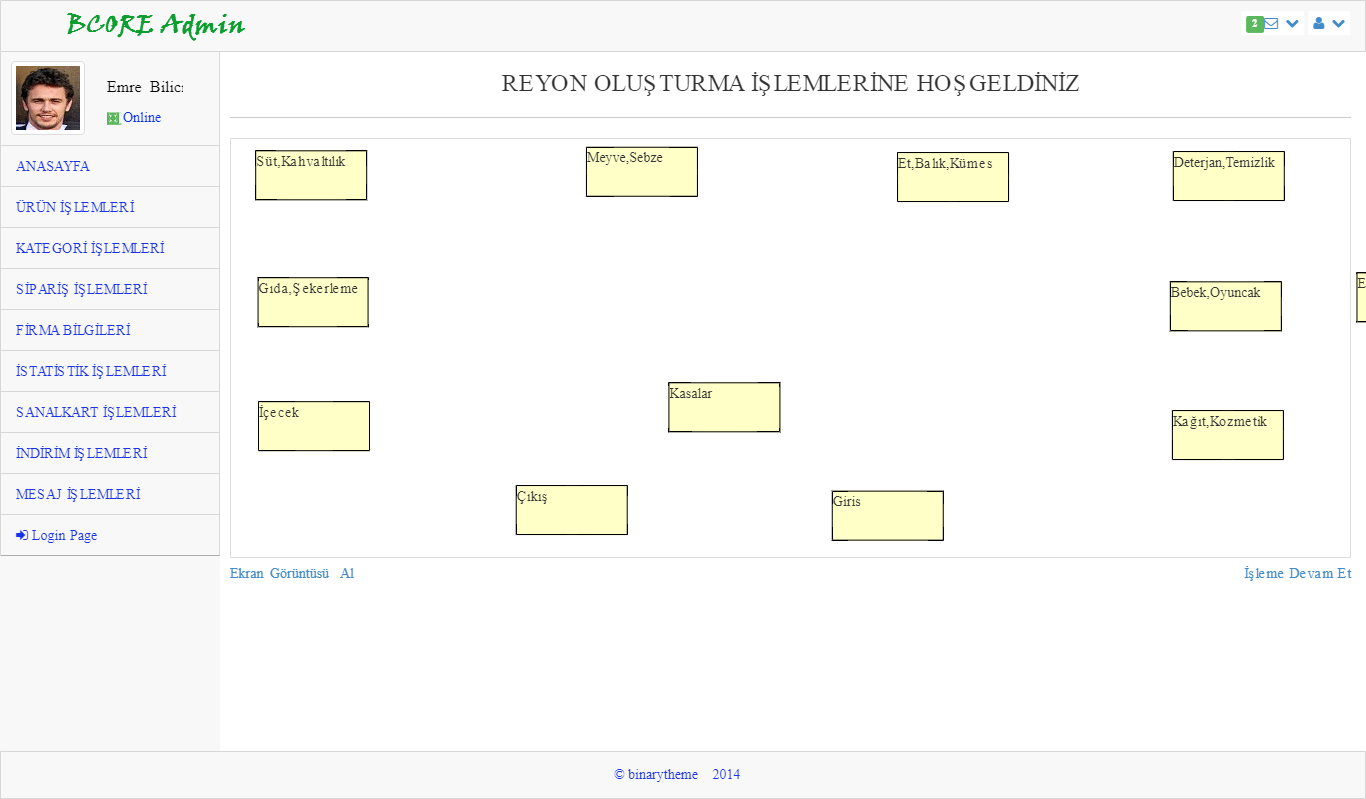 BCORE Admin
2
Emre Bilici
Online
ANASAYFA
ÜRÜN İŞLEMLERİ
KATEGORİ İŞLEMLERİ
SİPARİŞ İŞLEMLERİ
FİRMA BİLGİLERİ
İSTATİSTİK İŞLEMLERİ
SANALKART İŞLEMLERİ
İNDİRİM İŞLEMLERİ
MESAJ İŞLEMLERİ
Login Page
REYON OLUŞTURMA İŞLEMLERİNE HOŞGELDİNİZ
Süt,Kahvaltılık
Meyve,Sebze
Et,Balık,Kümes
Deterjan,Temizlik
Gıda,Şekerleme
Bebek,Oyuncak
Kasalar
İçecek
Kağıt,Kozmetik
Çıkış
Giris
Ekran Görüntüsü Al
İşleme Devam Et
© binarytheme 2014